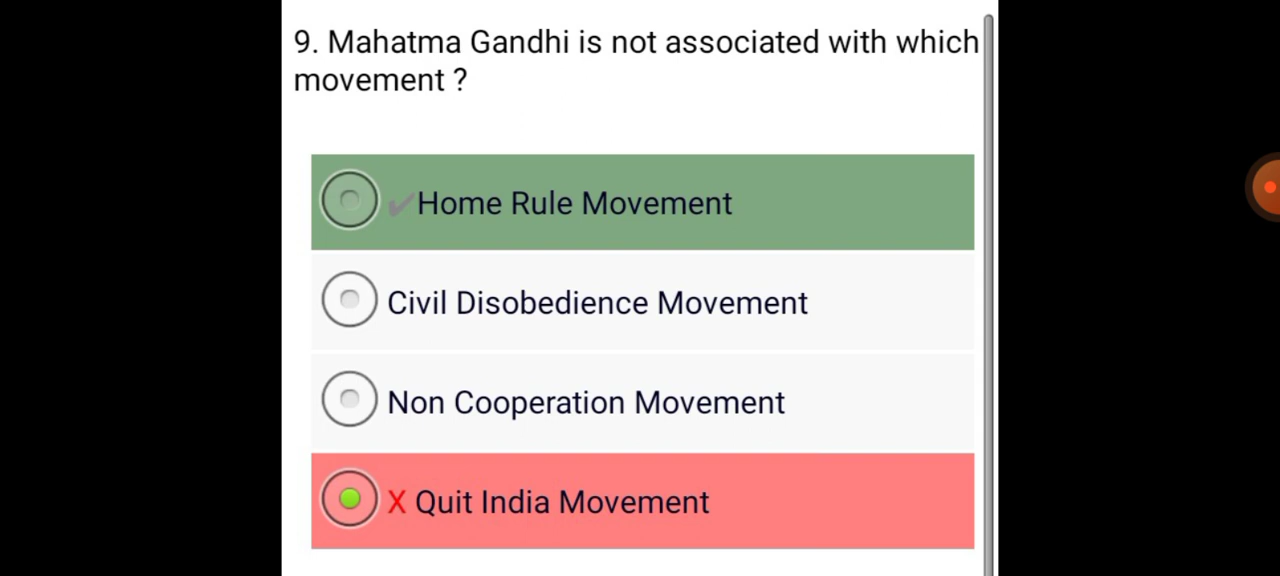 9. Mahatma Gandhi is not associated with which
movement ?
✔Home Rule Movement
Civil Disobedience Movement
Non Cooperation Movement
X Quit India Movement